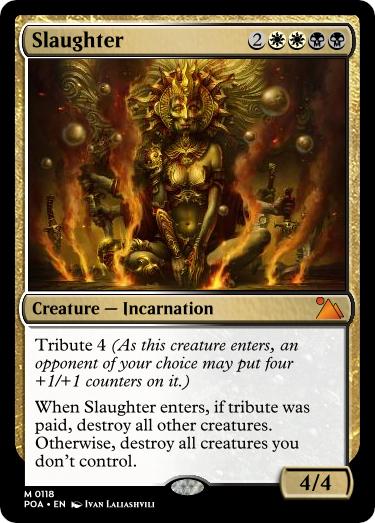 Slaughter 2
Creature — Incarnation
Tribute 4 (As this creature enters, an
opponent of your choice may put four
+1/+1 counters on it.)
When Slaughter enters, if tribute was
paid, destroy all other creatures.
Otherwise, destroy all creatures you
don't control.
4/4
M 0118
POA • EN Ivan Laliashvili